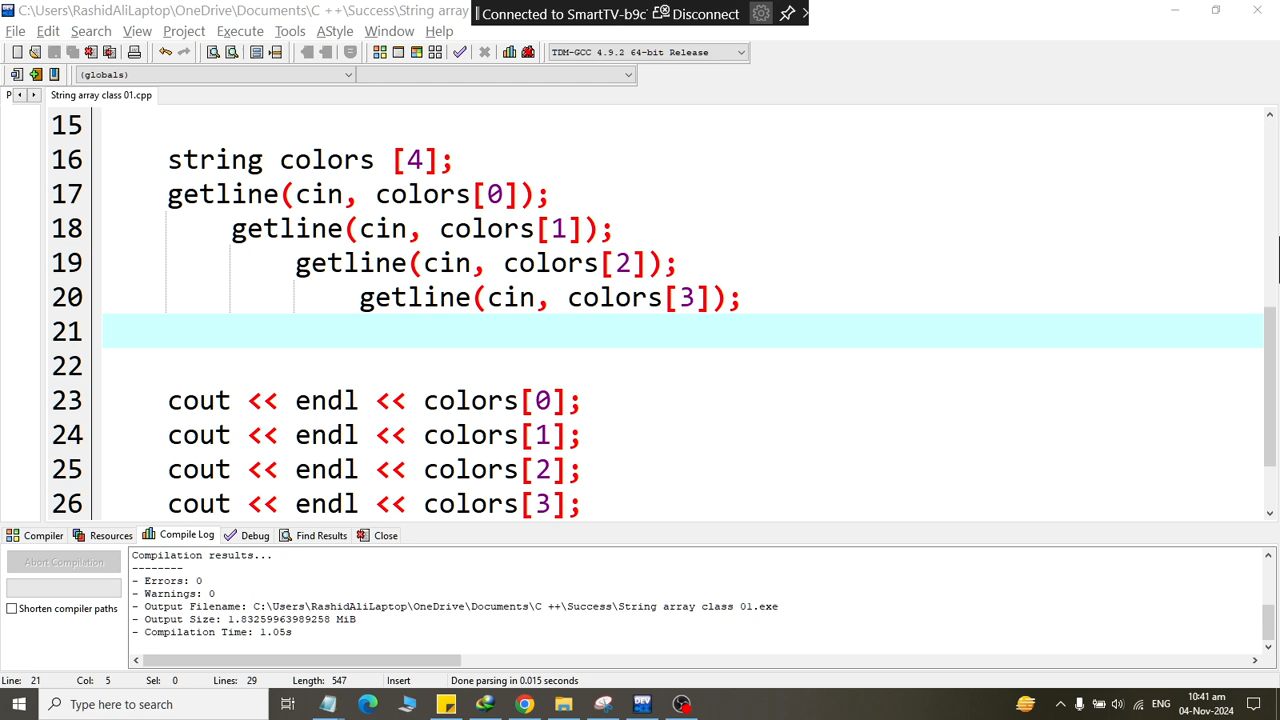 C:\Users\RashidAliLaptop\OneDrive\Documents\C ++\Success\String array
Connected to SmartTV-b9c Disconnect
File Edit Search View Project Execute Tools AStyle Window Help
TDM-GCC 4.9.2 64-bit Release
(globals)
P String array class 01.cpp
15
16 string colors [4];
17 getline(cin, colors[0]);
18 getline(cin, colors[1]);
19 getline(cin, colors[2]);
20 getline(cin, colors[3]);
21
22
23 cout << endl << colors[0];
24 cout << endl << colors[1];
25 cout << endl << colors[2];
26 cout << endl << colors[3];
Compiler Resources Compile Log Debug Find Results Close
Abort Compilation
Shorten compiler paths
Compilation results...
--------
- Errors: 0
- Warnings: 0
- Output Filename: C:\Users\RashidAliLaptop\OneDrive\Documents\C ++\Success\String array class 01.exe
- Output Size: 1.83259963989258 MiB
- Compilation Time: 1.05s
Line: 21 Col: 5 Sel: 0 Lines: 29 Length: 547 Insert Done parsing in 0.015 seconds
Type here to search
DEV
ENG
10:41 am
04-Nov-2024